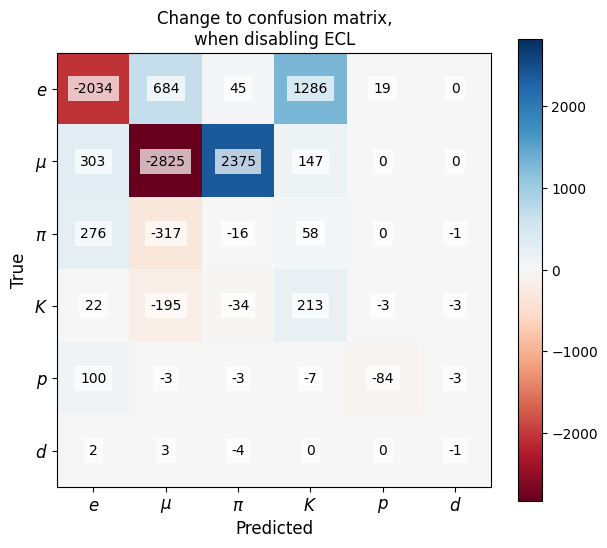 Change to confusion matrix,
when disabling ECL
e -2034 684 45 1286 19 0
μ 303 -2825 2375 147 0 0
π 276 -317 -16 58 0 -1
K 22 -195 -34 213 -3 -3
p 100 -3 -3 -7 -84 -3
d 2 3 -4 0 0 -1
e μ π K p d
True
Predicted
2000
1000
0
−1000
−2000